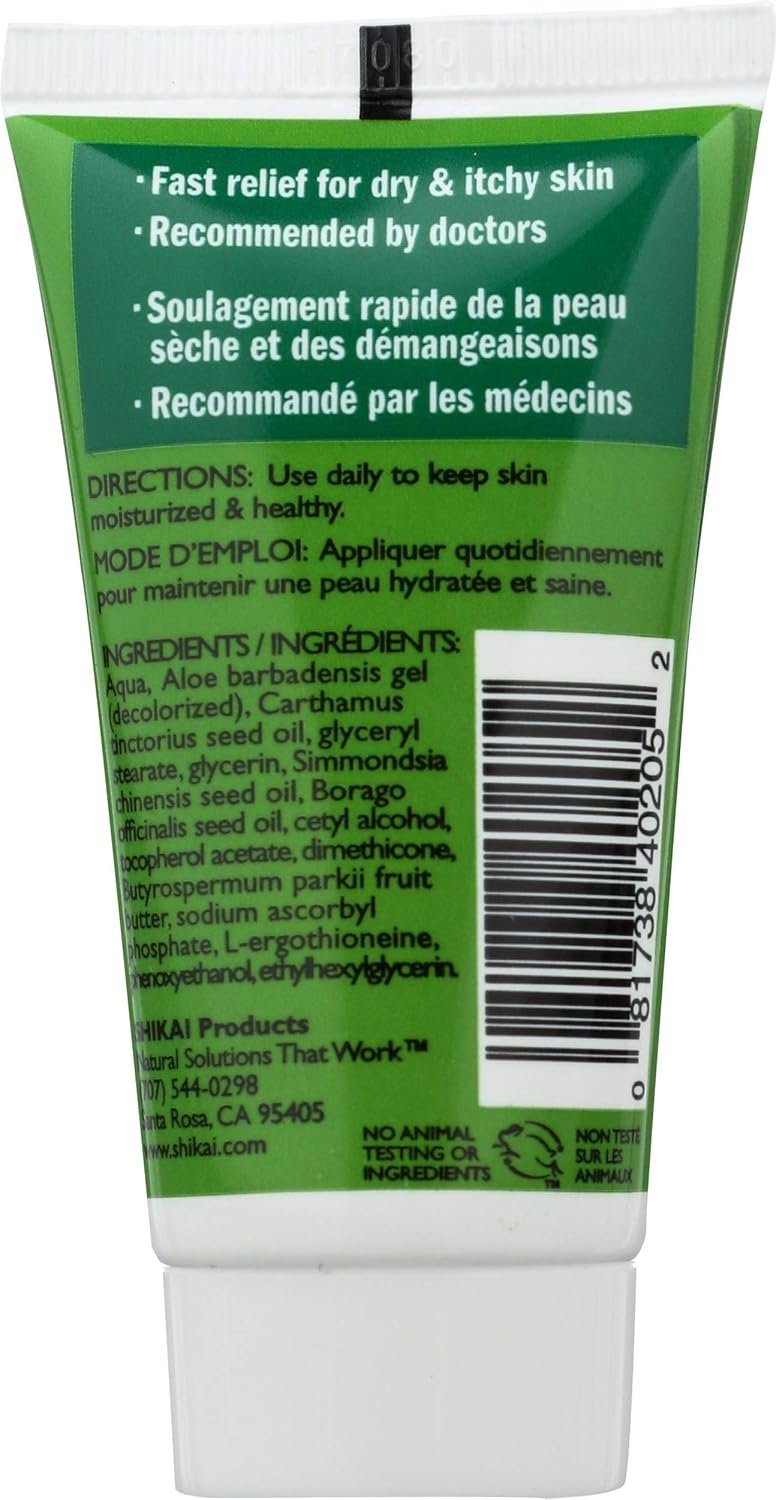 · Fast relief for dry & itchy skin
· Recommended by doctors
· Soulagement rapide de la peau
sèche et des démangeaisons
· Recommandé par les médecins
DIRECTIONS: Use daily to keep skin
moisturized & healthy.
MODE D'EMPLOI: Appliquer quotidiennement
pour maintenir une peau hydratée et saine.
INGREDIENTS / INGRÉDIENTS:
Aqua, Aloe barbadensis gel
(decolorized), Carthamus
tinctorius seed oil, glyceryl
stearate, glycerin, Simmondsia
chinensis seed oil, Borago
officinalis seed oil, cetyl alcohol,
tocopherol acetate, dimethicone,
Butyrospermum parkii fruit
butter, sodium ascorbyl
phosphate, L-ergothioneine,
phenoxyethanol, ethylhexylglycerin.
SHIKAI Products
Natural Solutions That Work™
(707) 544-0298
Santa Rosa, CA 95405
www.shikai.com
NO ANIMAL
TESTING OR
INGREDIENTS
TM
NON TESTÉ
SUR LES
ANIMAUX
0 81738 40205 2